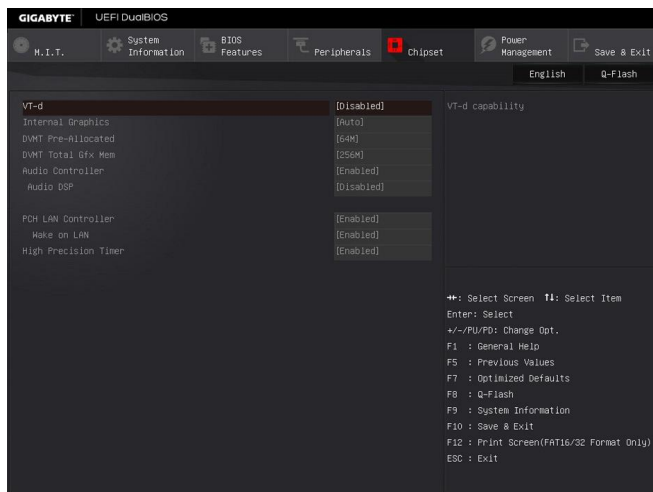 GIGABYTE™ UEFI DualBIOS
M.I.T.
System Information
BIOS Features
Peripherals
Chipset
Power Management
Save & Exit
English Q-Flash
VT-d [Disabled]
Internal Graphics [Auto]
DVMT Pre-Allocated [64M]
DVMT Total Gfx Mem [256M]
Audio Controller [Enabled]
Audio DSP [Disabled]
PCH LAN Controller [Enabled]
Wake on LAN [Enabled]
High Precision Timer [Enabled]
VT-d capability
→←: Select Screen ↑↓: Select Item
Enter: Select
+/-/PU/PD: Change Opt.
F1 : General Help
F5 : Previous Values
F7 : Optimized Defaults
F8 : Q-Flash
F9 : System Information
F10 : Save & Exit
F12 : Print Screen(FAT16/32 Format Only)
ESC : Exit